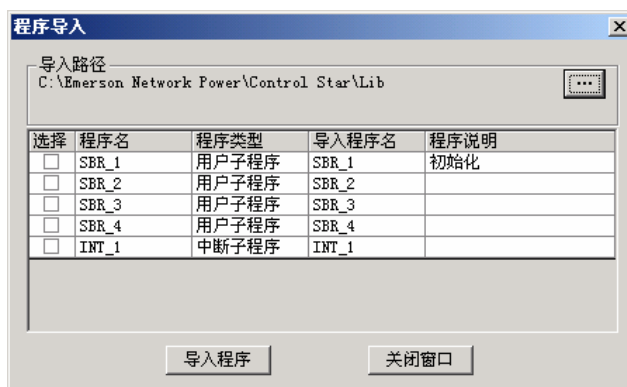 程序导入
导入路径
C:\Emerson Network Power\Control Star\Lib
...
选择 程序名 程序类型 导入程序名 程序说明
SBR_1 用户子程序 SBR_1 初始化
SBR_2 用户子程序 SBR_2
SBR_3 用户子程序 SBR_3
SBR_4 用户子程序 SBR_4
INT_1 中断子程序 INT_1
导入程序 关闭窗口